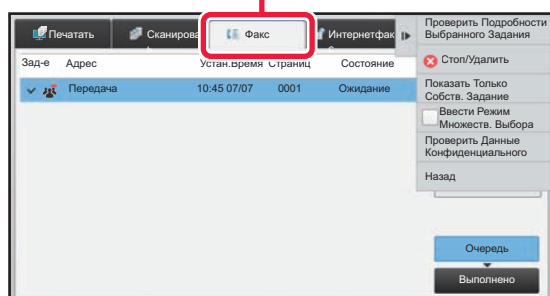 Печатать
Сканирова
ь
Факс
Интернетфак
с
Зад-е Адрес Устан.Время Страниц Состояние
Передача 10:45 07/07 0001 Ожидание
Проверить Подробности
Выбранного Задания
Стоп/Удалить
Показать Только
Собств. Задание
Ввести Режим
Множеств. Выбора
Проверить Данные
Конфиденциального
Назад
Очередь
Выполнено